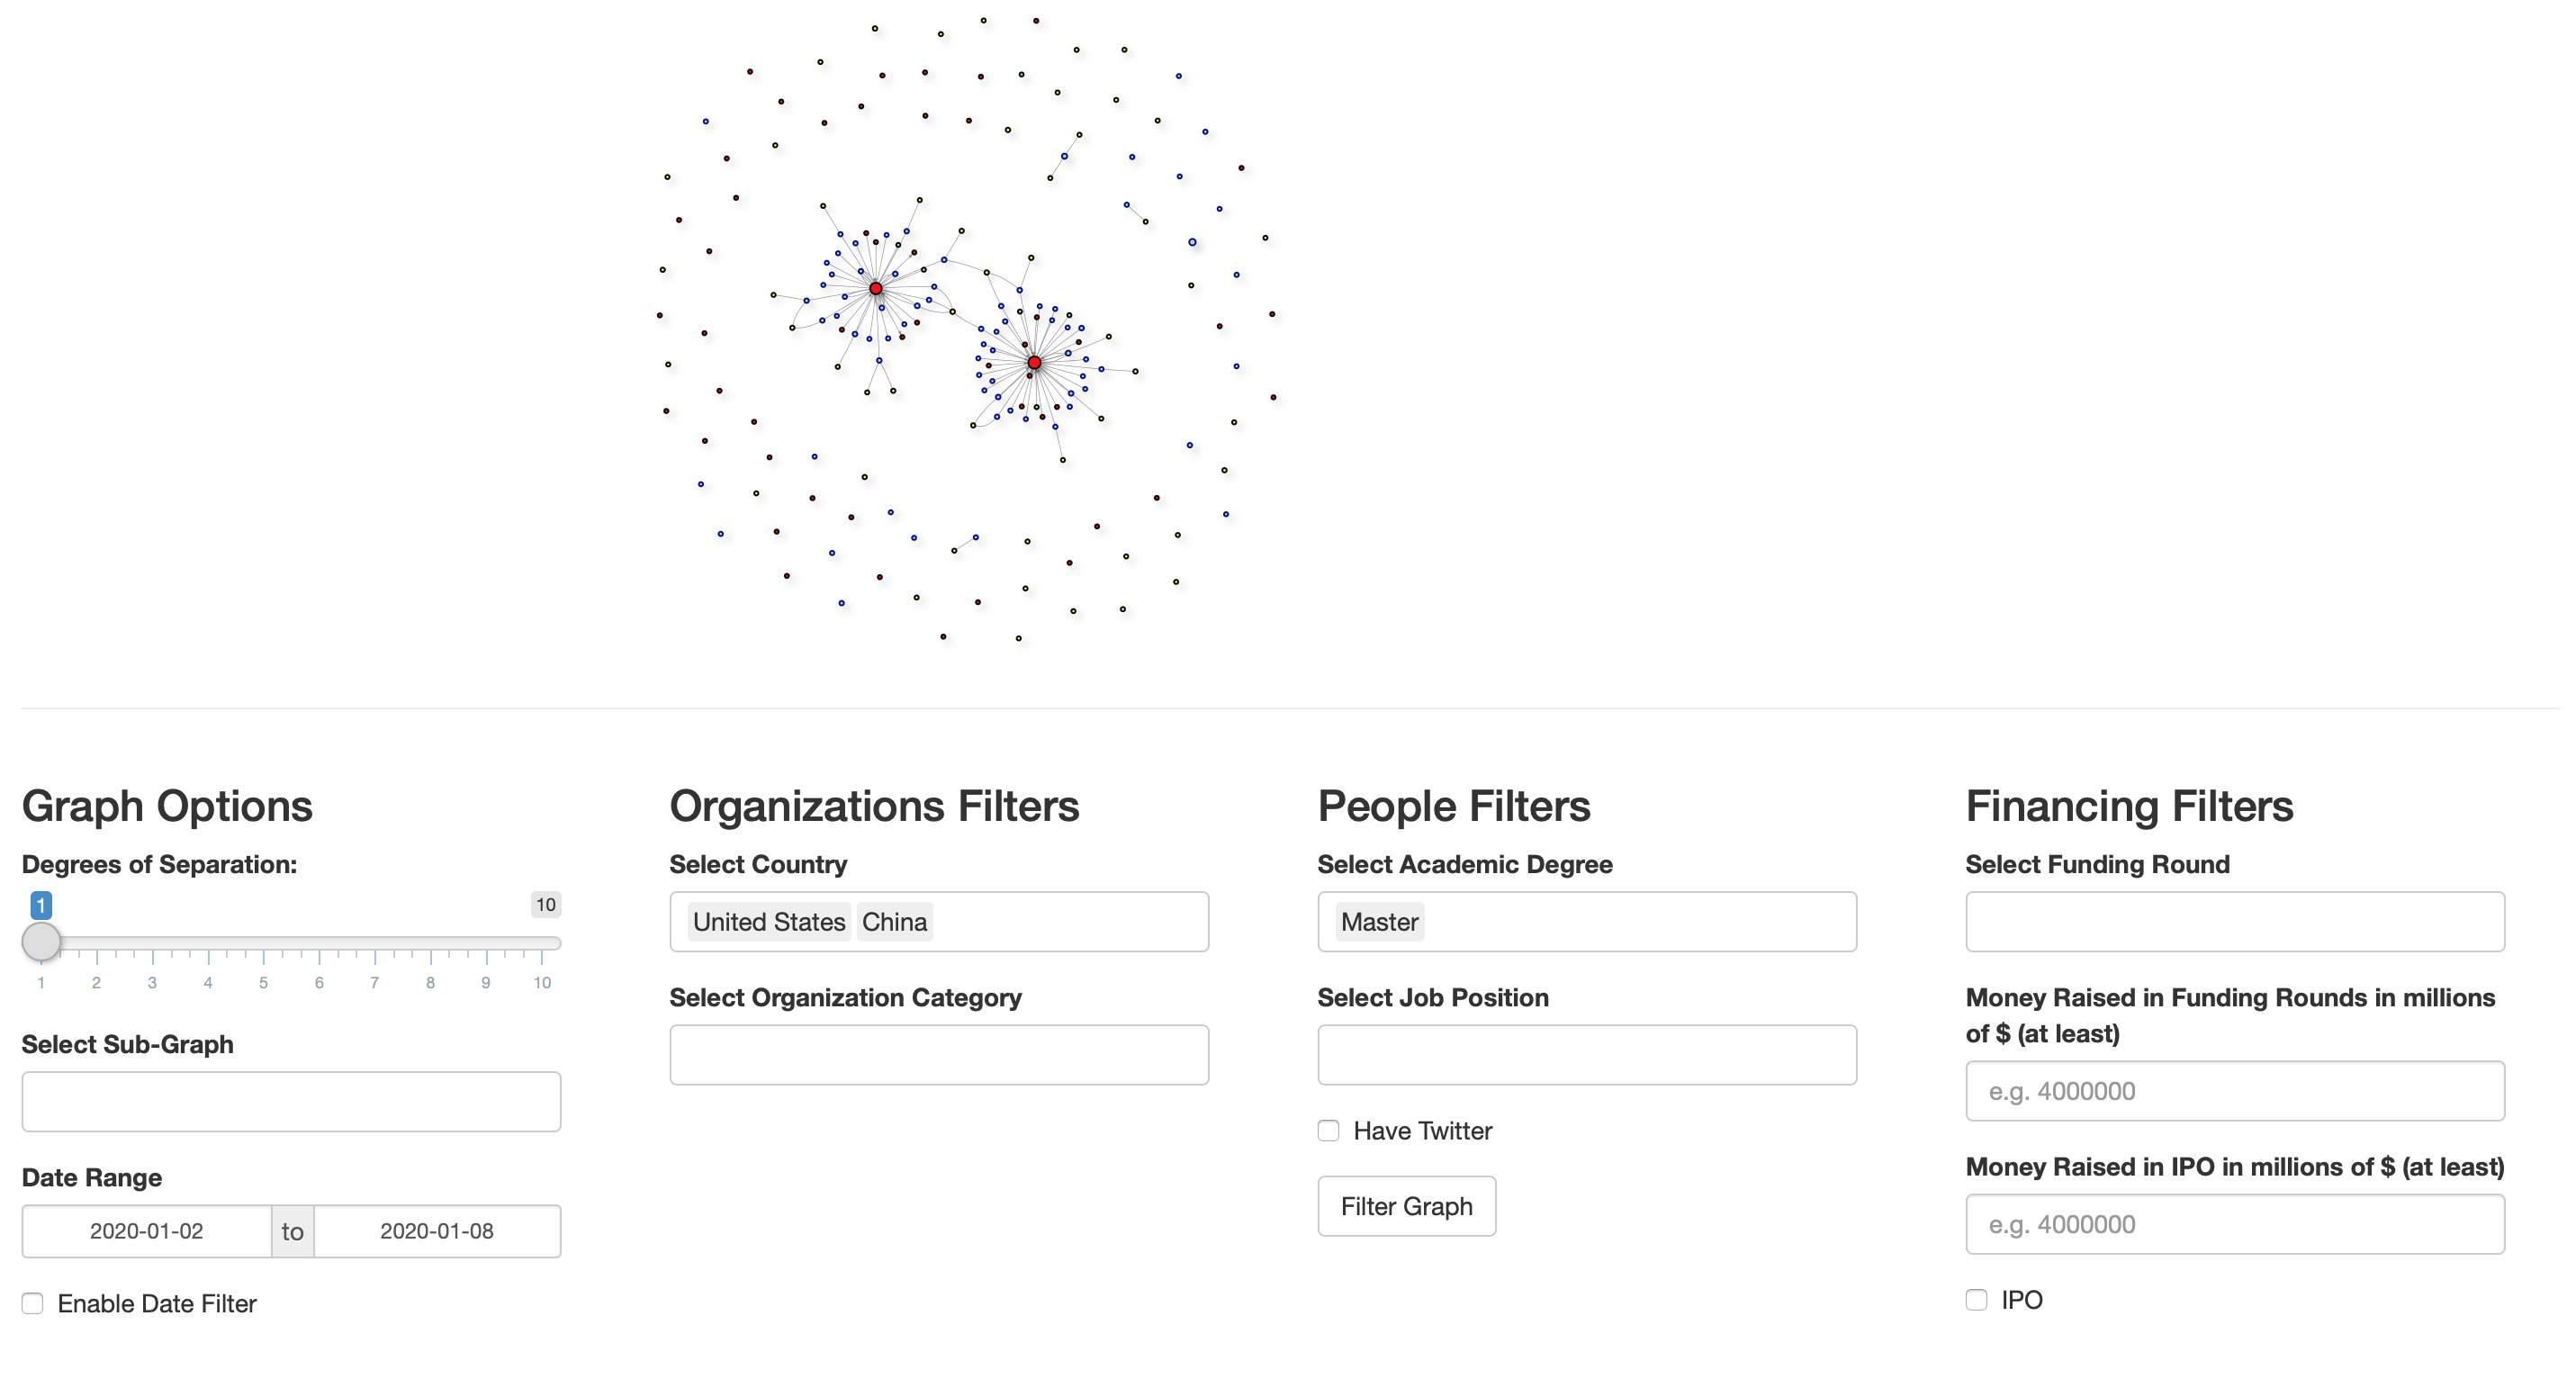 Graph Options
Degrees of Separation:
1
10
1 2 3 4 5 6 7 8 9 10
Select Sub-Graph
Date Range
2020-01-02 to 2020-01-08
Enable Date Filter
Organizations Filters
Select Country
United States China
Select Organization Category
People Filters
Select Academic Degree
Master
Select Job Position
Have Twitter
Filter Graph
Financing Filters
Select Funding Round
Money Raised in Funding Rounds in millions
of $ (at least)
e.g. 4000000
Money Raised in IPO in millions of $ (at least)
e.g. 4000000
IPO